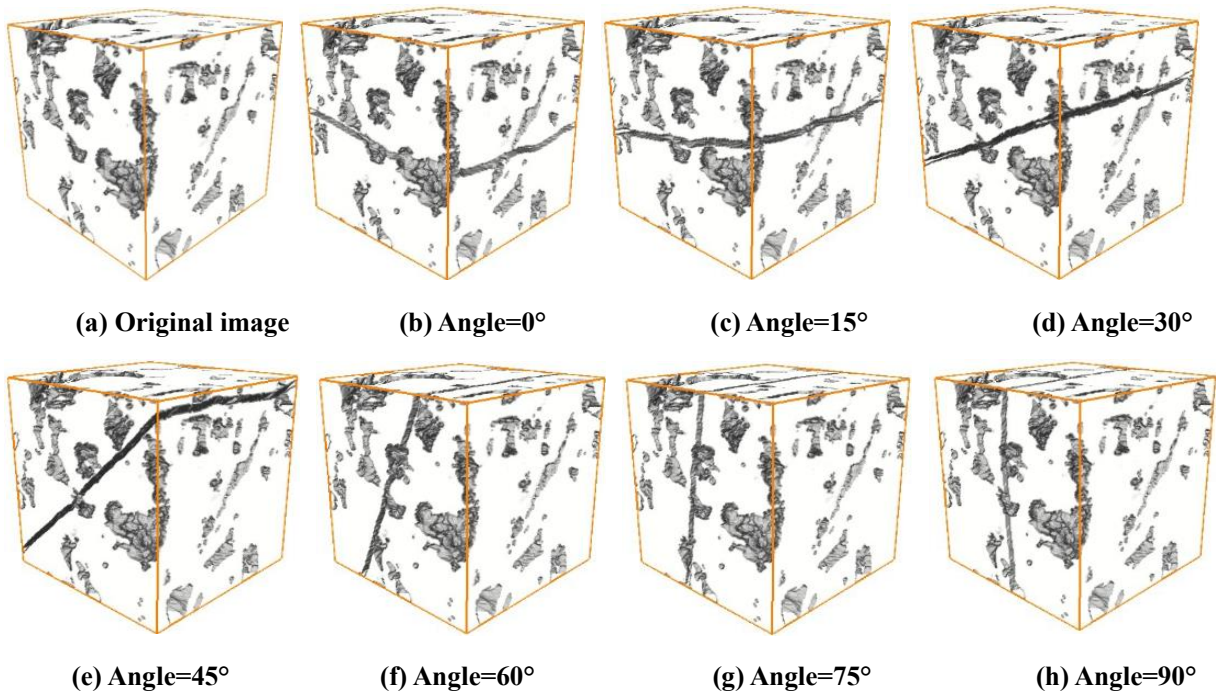 (a) Original image
(b) Angle=0°
(c) Angle=15°
(d) Angle=30°
(e) Angle=45°
(f) Angle=60°
(g) Angle=75°
(h) Angle=90°